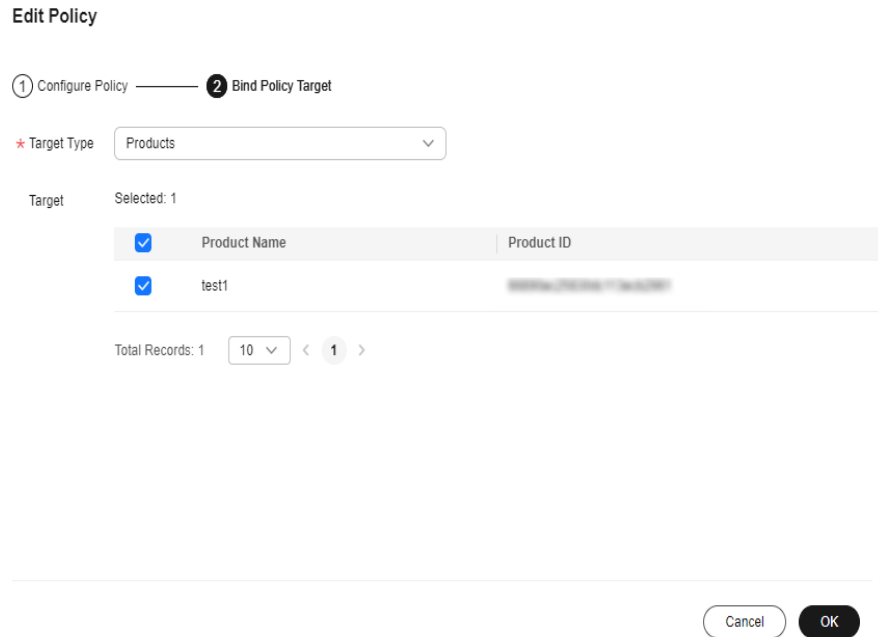 Edit Policy
1 Configure Policy 2 Bind Policy Target
* Target Type Products
Target Selected: 1
Product Name Product ID
test1
Total Records: 1 10 < 1 >
Cancel OK